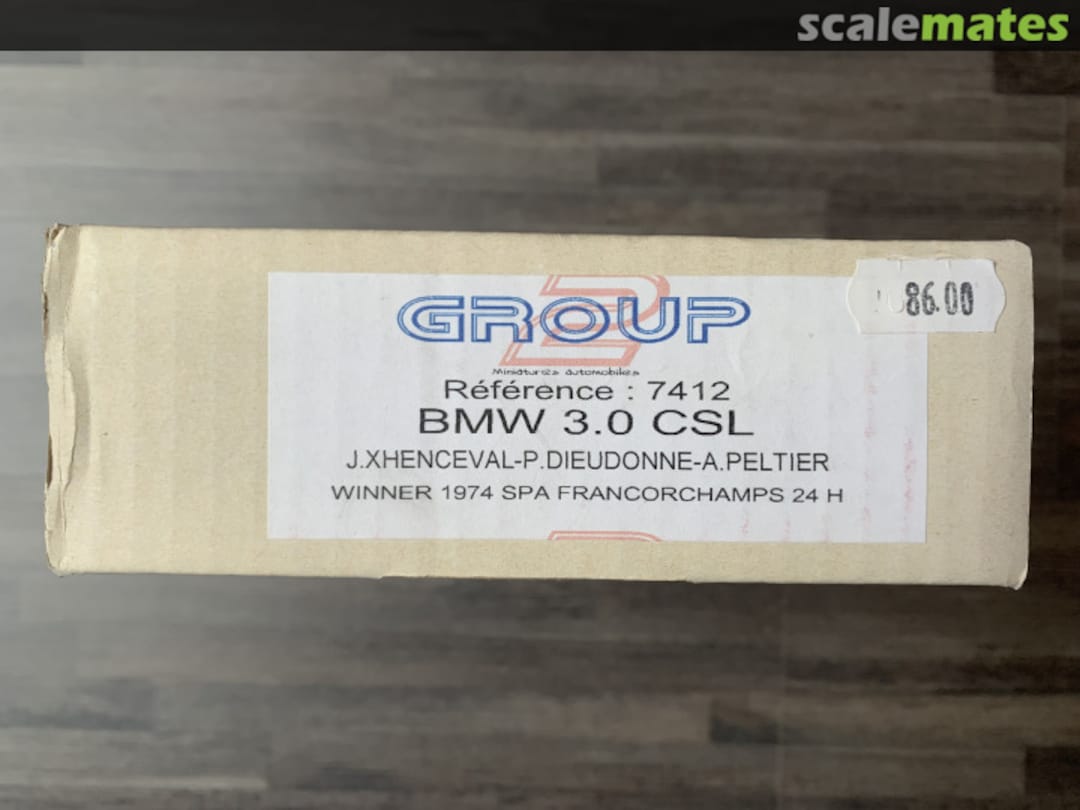 scalemates
86.00
GROUP 2
Miniatures automobiles
Référence : 7412
BMW 3.0 CSL
J.XHENCEVAL-P.DIEUDONNE-A.PELTIER
WINNER 1974 SPA FRANCORCHAMPS 24 H